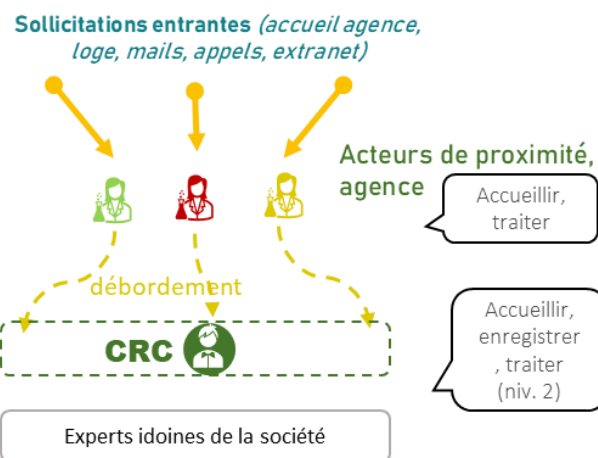 Sollicitations entrantes (accueil agence,
loge, mails, appels, extranet)
Acteurs de proximité,
agence
Accueillir,
traiter
débordement
CRC
Accueillir,
enregistrer
, traiter
(niv. 2)
Experts idoines de la société